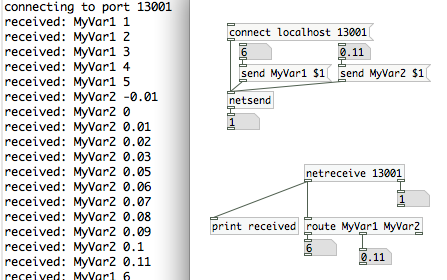 connecting to port 13001
received: MyVar1 1
received: MyVar1 2
received: MyVar1 3
received: MyVar1 4
received: MyVar1 5
received: MyVar2 -0.01
received: MyVar2 0
received: MyVar2 0.01
received: MyVar2 0.02
received: MyVar2 0.03
received: MyVar2 0.05
received: MyVar2 0.06
received: MyVar2 0.07
received: MyVar2 0.08
received: MyVar2 0.09
received: MyVar2 0.1
received: MyVar2 0.11
received: MyVar1 6
connect localhost 13001
6
0.11
send MyVar1 $1
send MyVar2 $1
netsend
1
netreceive 13001
1
print received
route MyVar1 MyVar2
6
0.11